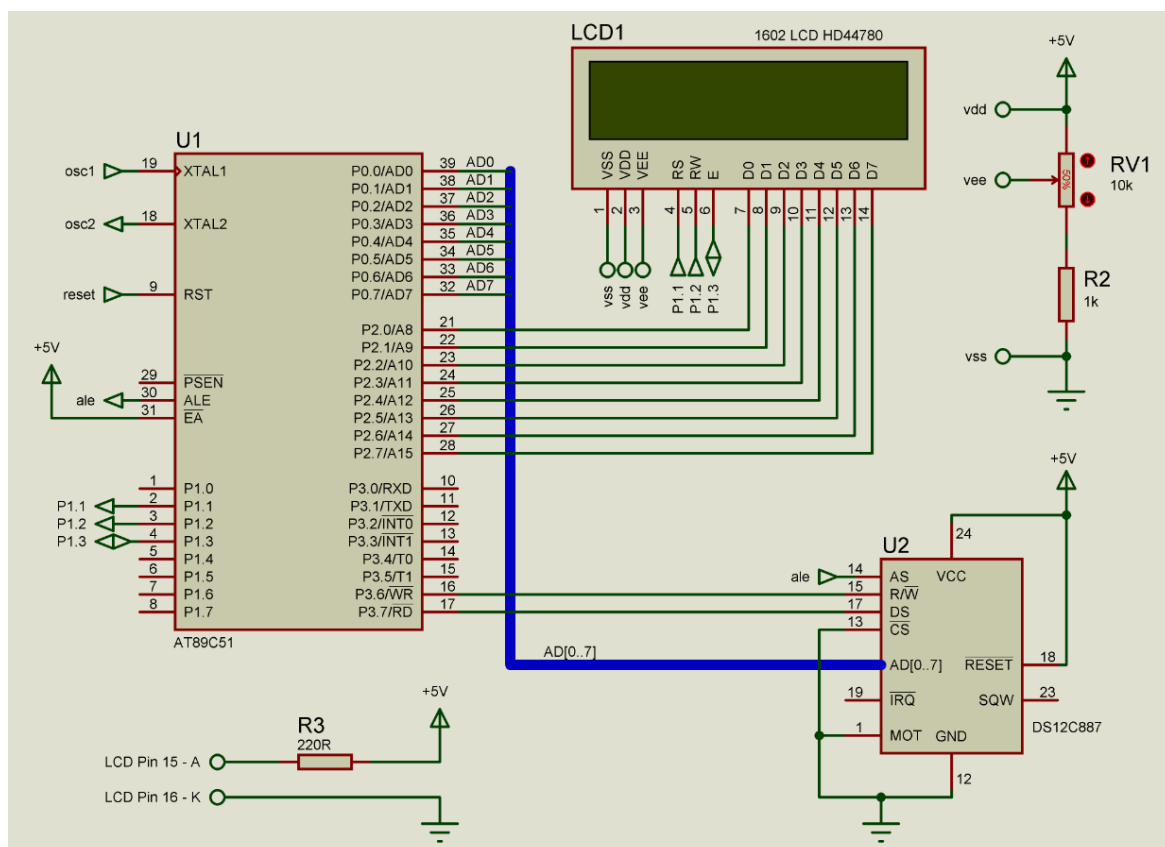 LCD1
1602 LCD HD44780
VSS
VDD
VEE
RS
RW
E
D0
D1
D2
D3
D4
D5
D6
D7
1
2
3
4
5
6
7
8
9
10
11
12
13
14
vss
vdd
vee
P1.1
P1.2
P1.3
+5V
vdd
vee
50%
RV1
10k
R2
1k
vss
U1
osc1
19
XTAL1
osc2
18
XTAL2
reset
9
RST
+5V
29
PSEN
ale
30
ALE
31
EA
1
P1.0
P1.1
2
P1.1
P1.2
3
P1.2
P1.3
4
P1.3
5
P1.4
6
P1.5
7
P1.6
8
P1.7
P0.0/AD0
39
AD0
P0.1/AD1
38
AD1
P0.2/AD2
37
AD2
P0.3/AD3
36
AD3
P0.4/AD4
35
AD4
P0.5/AD5
34
AD5
P0.6/AD6
33
AD6
P0.7/AD7
32
AD7
P2.0/A8
21
P2.1/A9
22
P2.2/A10
23
P2.3/A11
24
P2.4/A12
25
P2.5/A13
26
P2.6/A14
27
P2.7/A15
28
P3.0/RXD
10
P3.1/TXD
11
P3.2/INT0
12
P3.3/INT1
13
P3.4/T0
14
P3.5/T1
15
P3.6/WR
16
P3.7/RD
17
AT89C51
AD[0..7]
+5V
U2
24
VCC
ale
14
AS
15
R/W
17
DS
13
CS
AD[0..7]
RESET
18
19
IRQ
SQW
23
1
MOT
GND
12
DS12C887
+5V
R3
220R
LCD Pin 15 - A
LCD Pin 16 - K